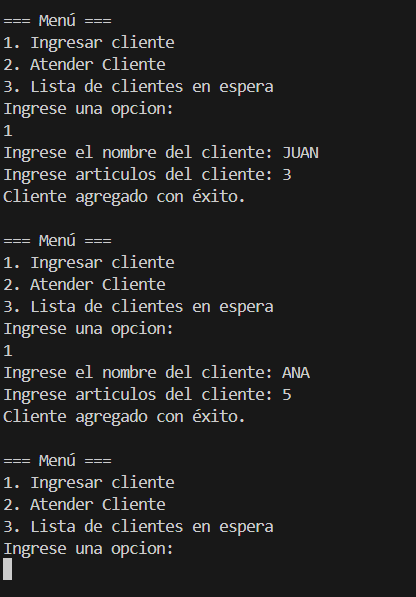 === Menú ===
1. Ingresar cliente
2. Atender Cliente
3. Lista de clientes en espera
Ingrese una opcion:
1
Ingrese el nombre del cliente: JUAN
Ingrese articulos del cliente: 3
Cliente agregado con éxito.
=== Menú ===
1. Ingresar cliente
2. Atender Cliente
3. Lista de clientes en espera
Ingrese una opcion:
1
Ingrese el nombre del cliente: ANA
Ingrese articulos del cliente: 5
Cliente agregado con éxito.
=== Menú ===
1. Ingresar cliente
2. Atender Cliente
3. Lista de clientes en espera
Ingrese una opcion: